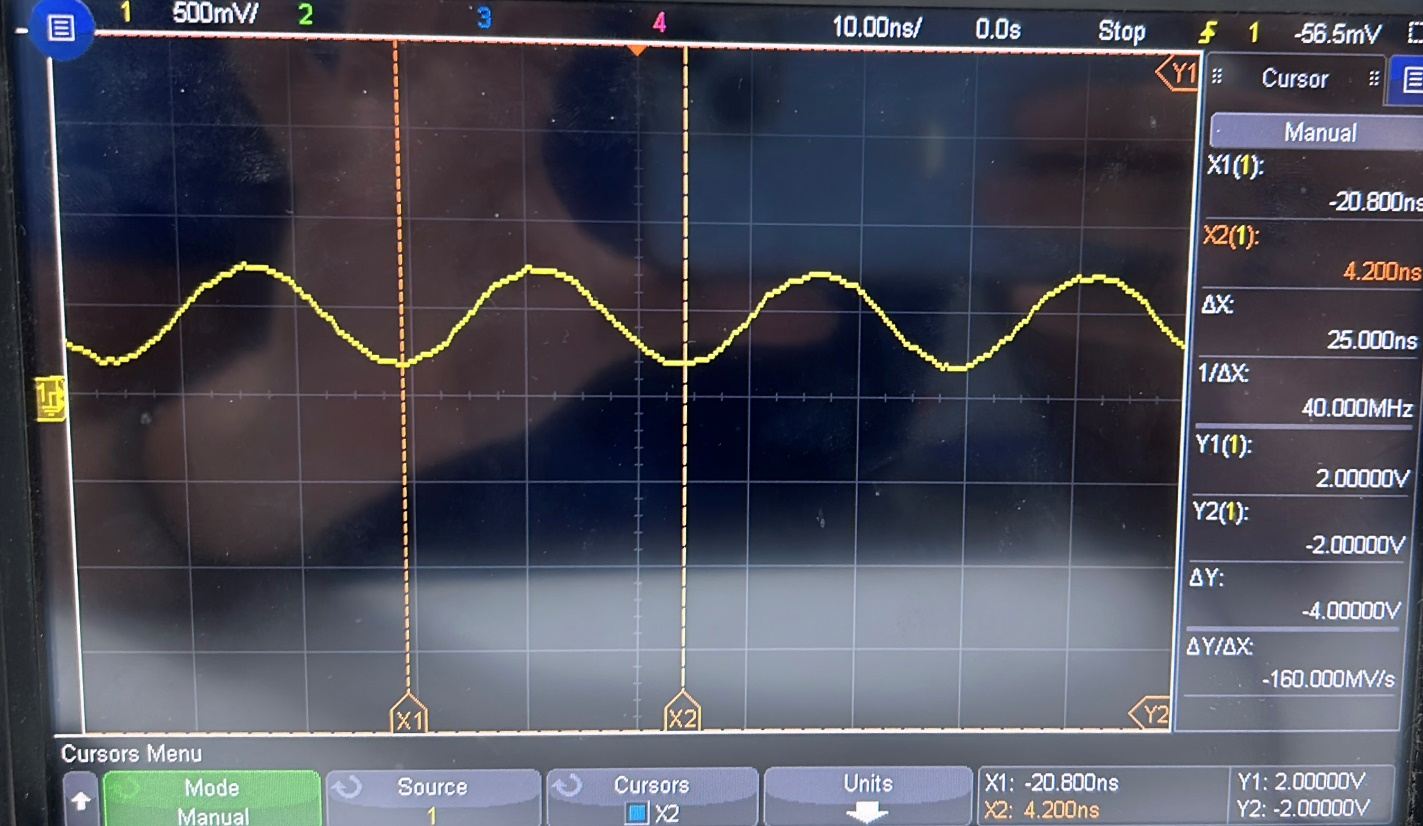 1 500mV/ 2 3 4 10.00ns/ 0.0s Stop 1 -56.5mV
Y1
Cursor
Manual
X1(1):
-20.800ns
X2(1):
4.200ns
ΔX:
25.000ns
1/ΔX:
40.000MHz
Y1(1):
2.00000V
Y2(1):
-2.00000V
ΔY:
-4.00000V
ΔY/ΔX:
-160.000MV/s
1
X1 X2 Y2
Cursors Menu
Mode
Manual
Source
1
Cursors
X2
Units
X1: -20.800ns
X2: 4.200ns
Y1: 2.00000V
Y2: -2.00000V